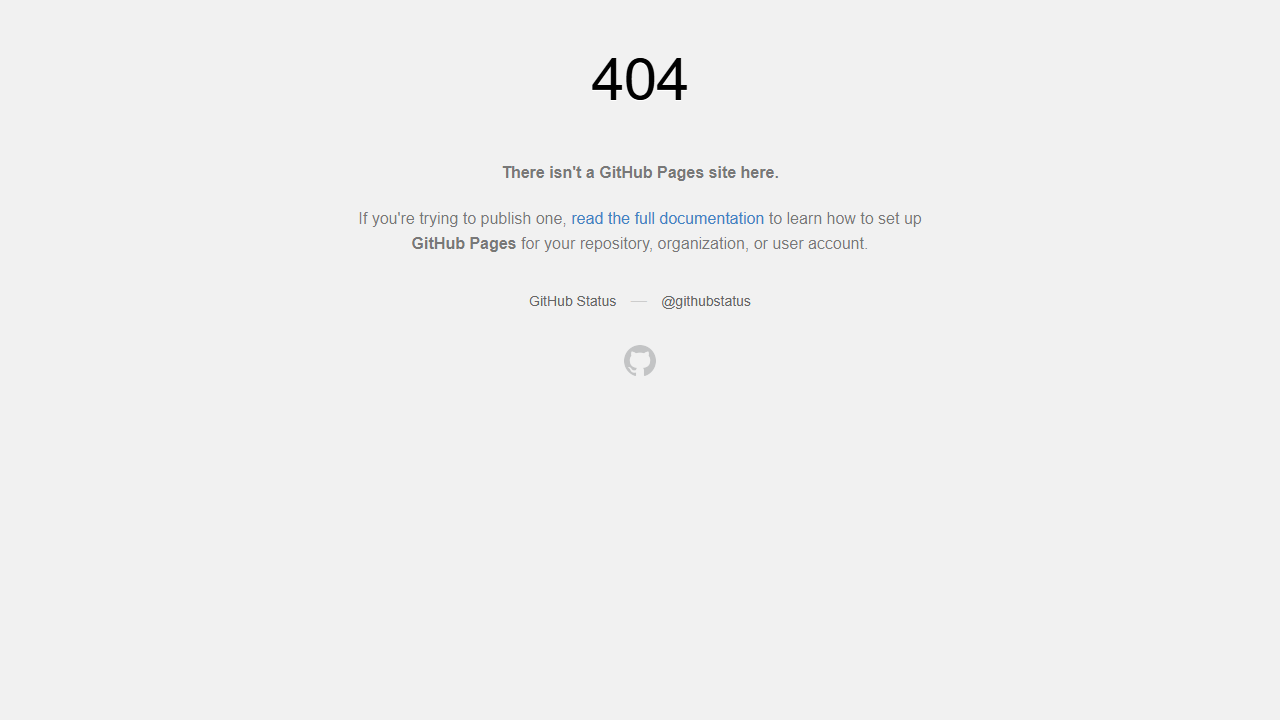 404
There isn't a GitHub Pages site here.
If you're trying to publish one, read the full documentation to learn how to set up
GitHub Pages for your repository, organization, or user account.
GitHub Status — @githubstatus